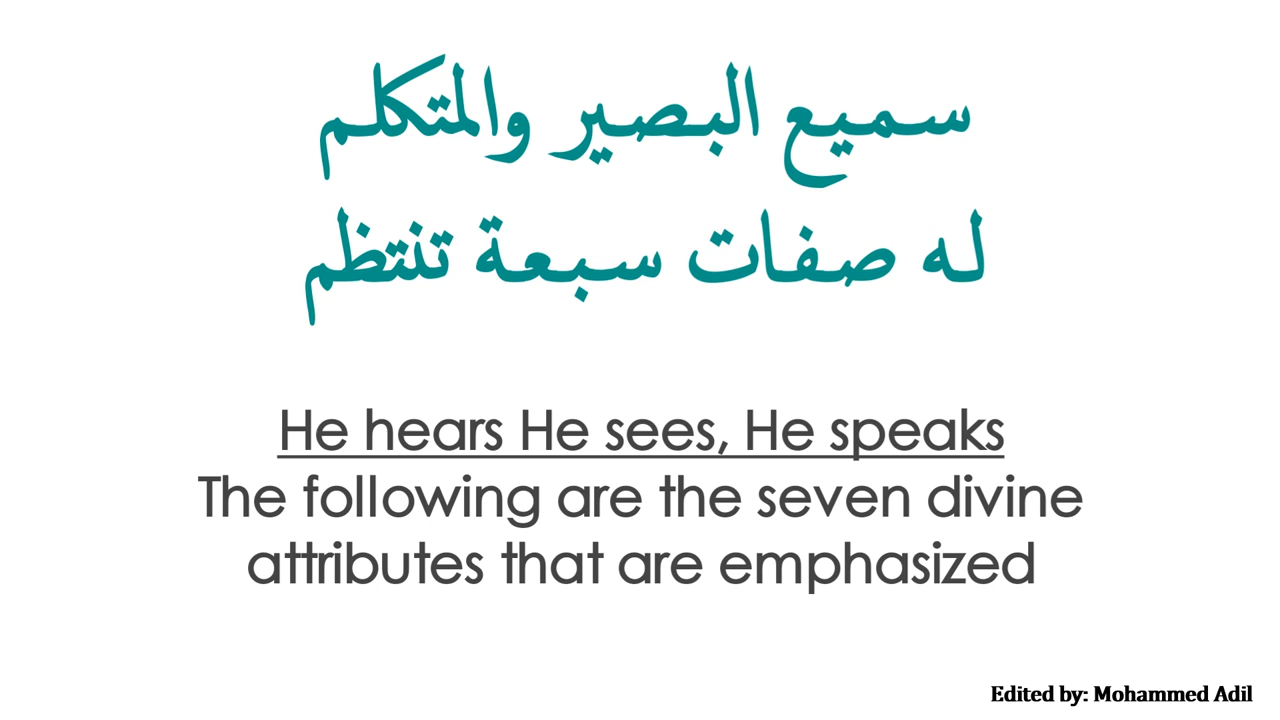 سميع البصير والمتكلم
له صفات سبعة تنتظم
He hears He sees, He speaks
The following are the seven divine
attributes that are emphasized
Edited by: Mohammed Adil